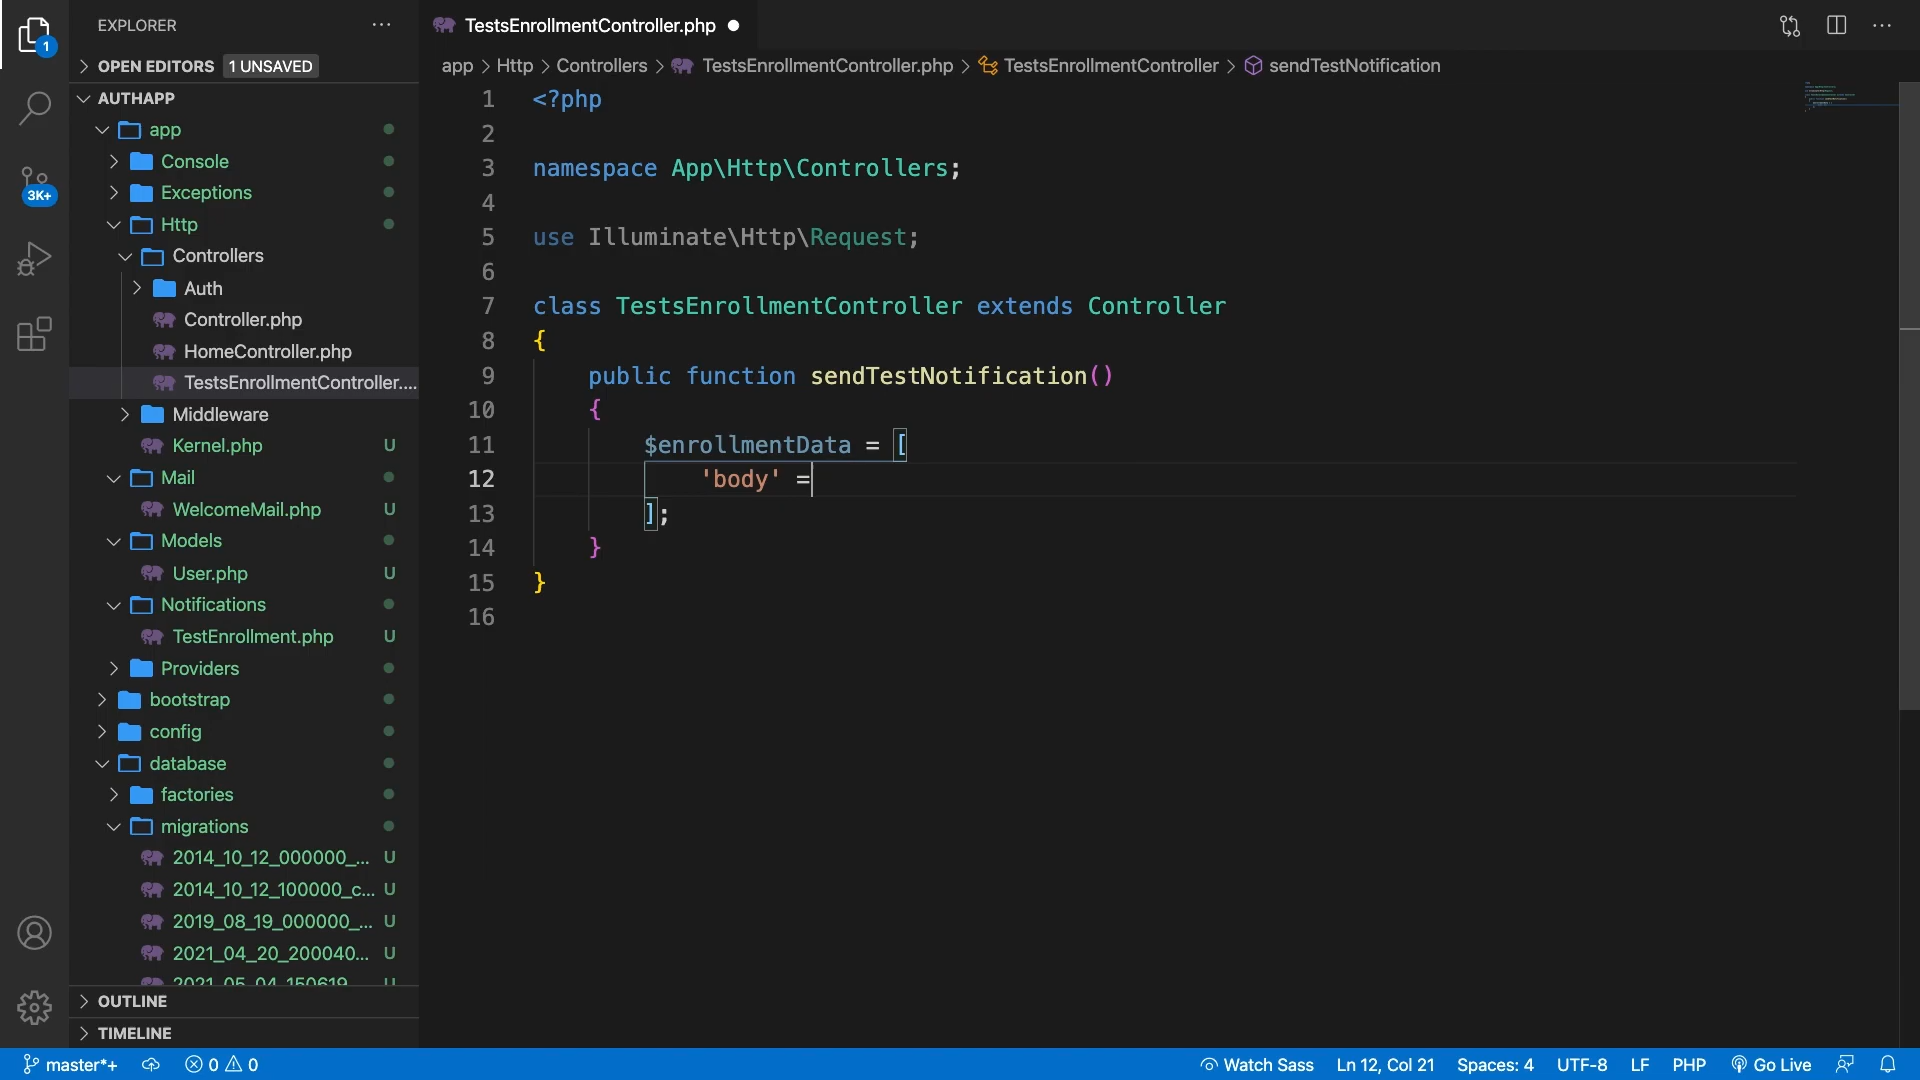 EXPLORER
OPEN EDITORS 1 UNSAVED
AUTHAPP
app
Console
Exceptions
Http
Controllers
Auth
Controller.php
HomeController.php
TestsEnrollmentController....
Middleware
Kernel.php U
Mail
WelcomeMail.php U
Models
User.php U
Notifications
TestEnrollment.php U
Providers
bootstrap
config
database
factories
migrations
2014_10_12_000000_... U
2014_10_12_100000_c... U
2019_08_19_000000_... U
2021_04_20_200040... U
2021_05_04_150619 U
OUTLINE
TIMELINE
1
3K+
TestsEnrollmentController.php
app > Http > Controllers > TestsEnrollmentController.php > TestsEnrollmentController > sendTestNotification
1 <?php
2
3 namespace App\Http\Controllers;
4
5 use Illuminate\Http\Request;
6
7 class TestsEnrollmentController extends Controller
8 {
9 public function sendTestNotification()
10 {
11 $enrollmentData = [
12 'body' =
13 ];
14 }
15 }
16
master*+ 0 0 Watch Sass Ln 12, Col 21 Spaces: 4 UTF-8 LF PHP Go Live